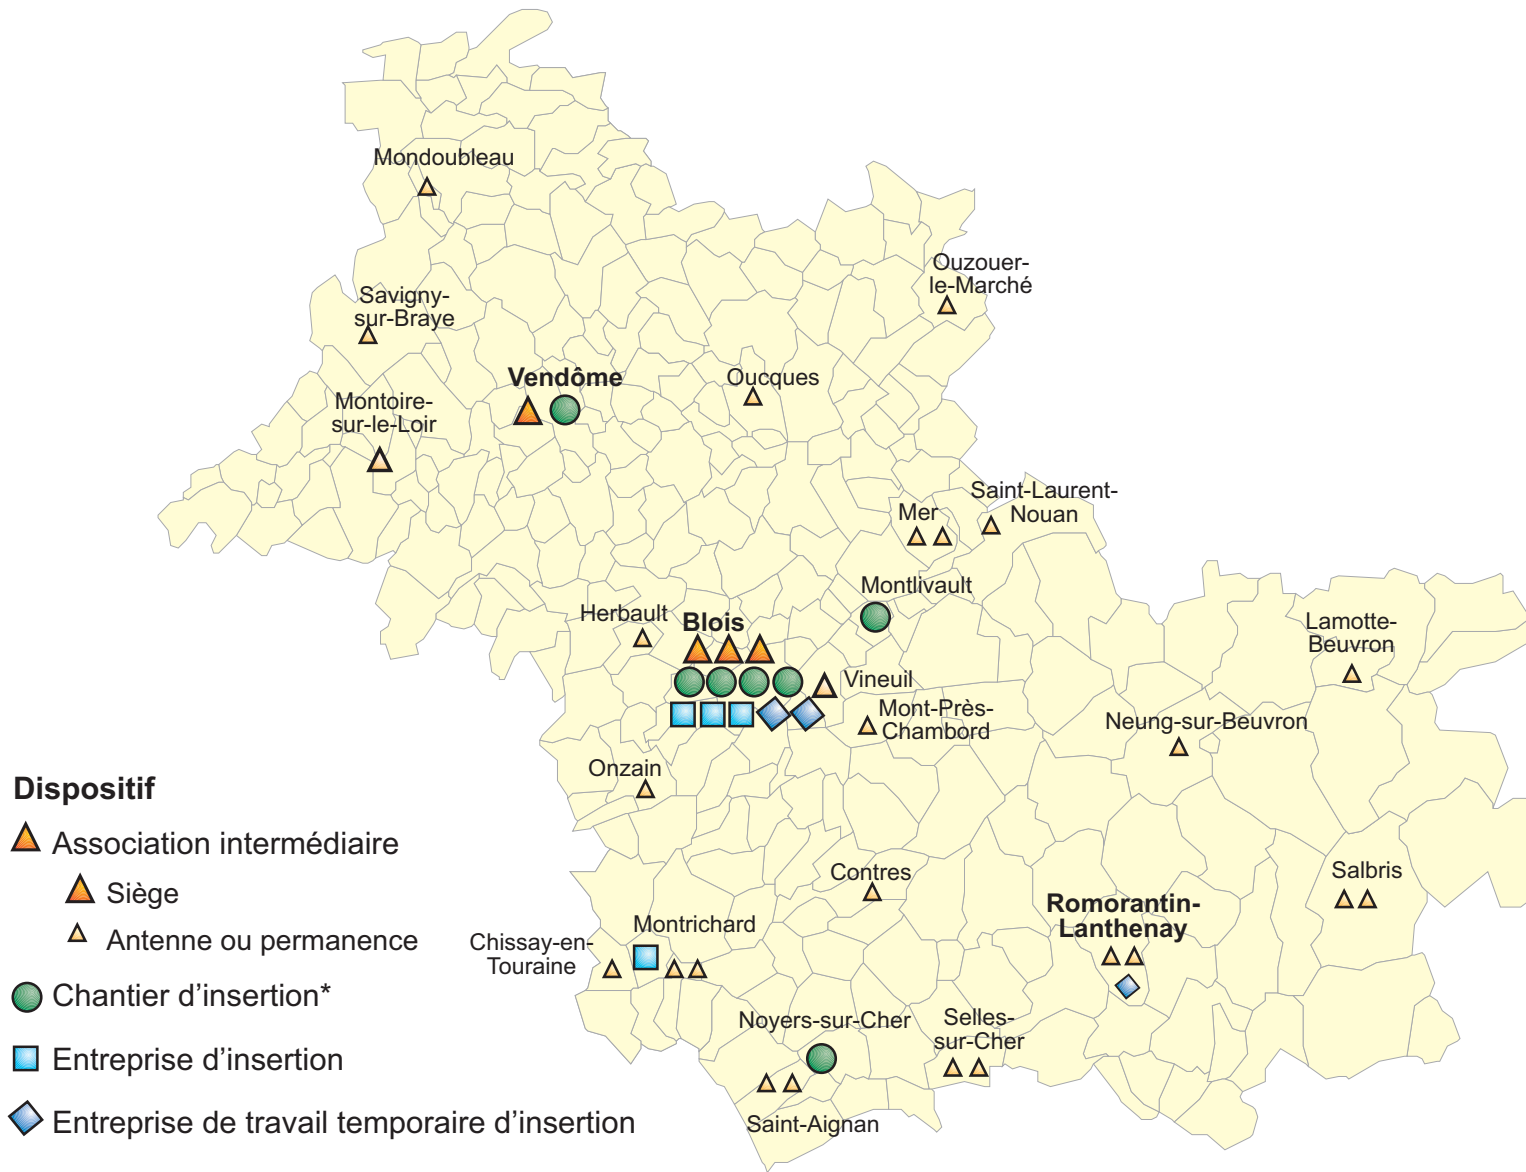 Mondoubleau
Ouzouer-
le-Marché
Savigny-
sur-Braye
Vendôme
Oucques
Montoire-
sur-le-Loir
Saint-Laurent-
Nouan
Mer
Montlivault
Herbault
Blois
Lamotte-
Beuvron
Vineuil
Mont-Près-
Chambord
Neung-sur-Beuvron
Onzain
Dispositif
Association intermédiaire
Siège
Antenne ou permanence
Chantier d'insertion*
Entreprise d'insertion
Entreprise de travail temporaire d'insertion
Contres
Salbris
Romorantin-
Lanthenay
Montrichard
Chissay-en-
Touraine
Noyers-sur-Cher
Selles-
sur-Cher
Saint-Aignan